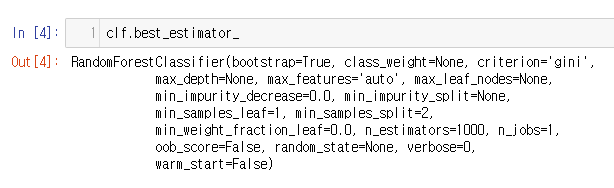 In [4]: 1 clf.best_estimator_
Out[4]: RandomForestClassifier(bootstrap=True, class_weight=None, criterion='gini',
max_depth=None, max_features='auto', max_leaf_nodes=None,
min_impurity_decrease=0.0, min_impurity_split=None,
min_samples_leaf=1, min_samples_split=2,
min_weight_fraction_leaf=0.0, n_estimators=1000, n_jobs=1,
oob_score=False, random_state=None, verbose=0,
warm_start=False)